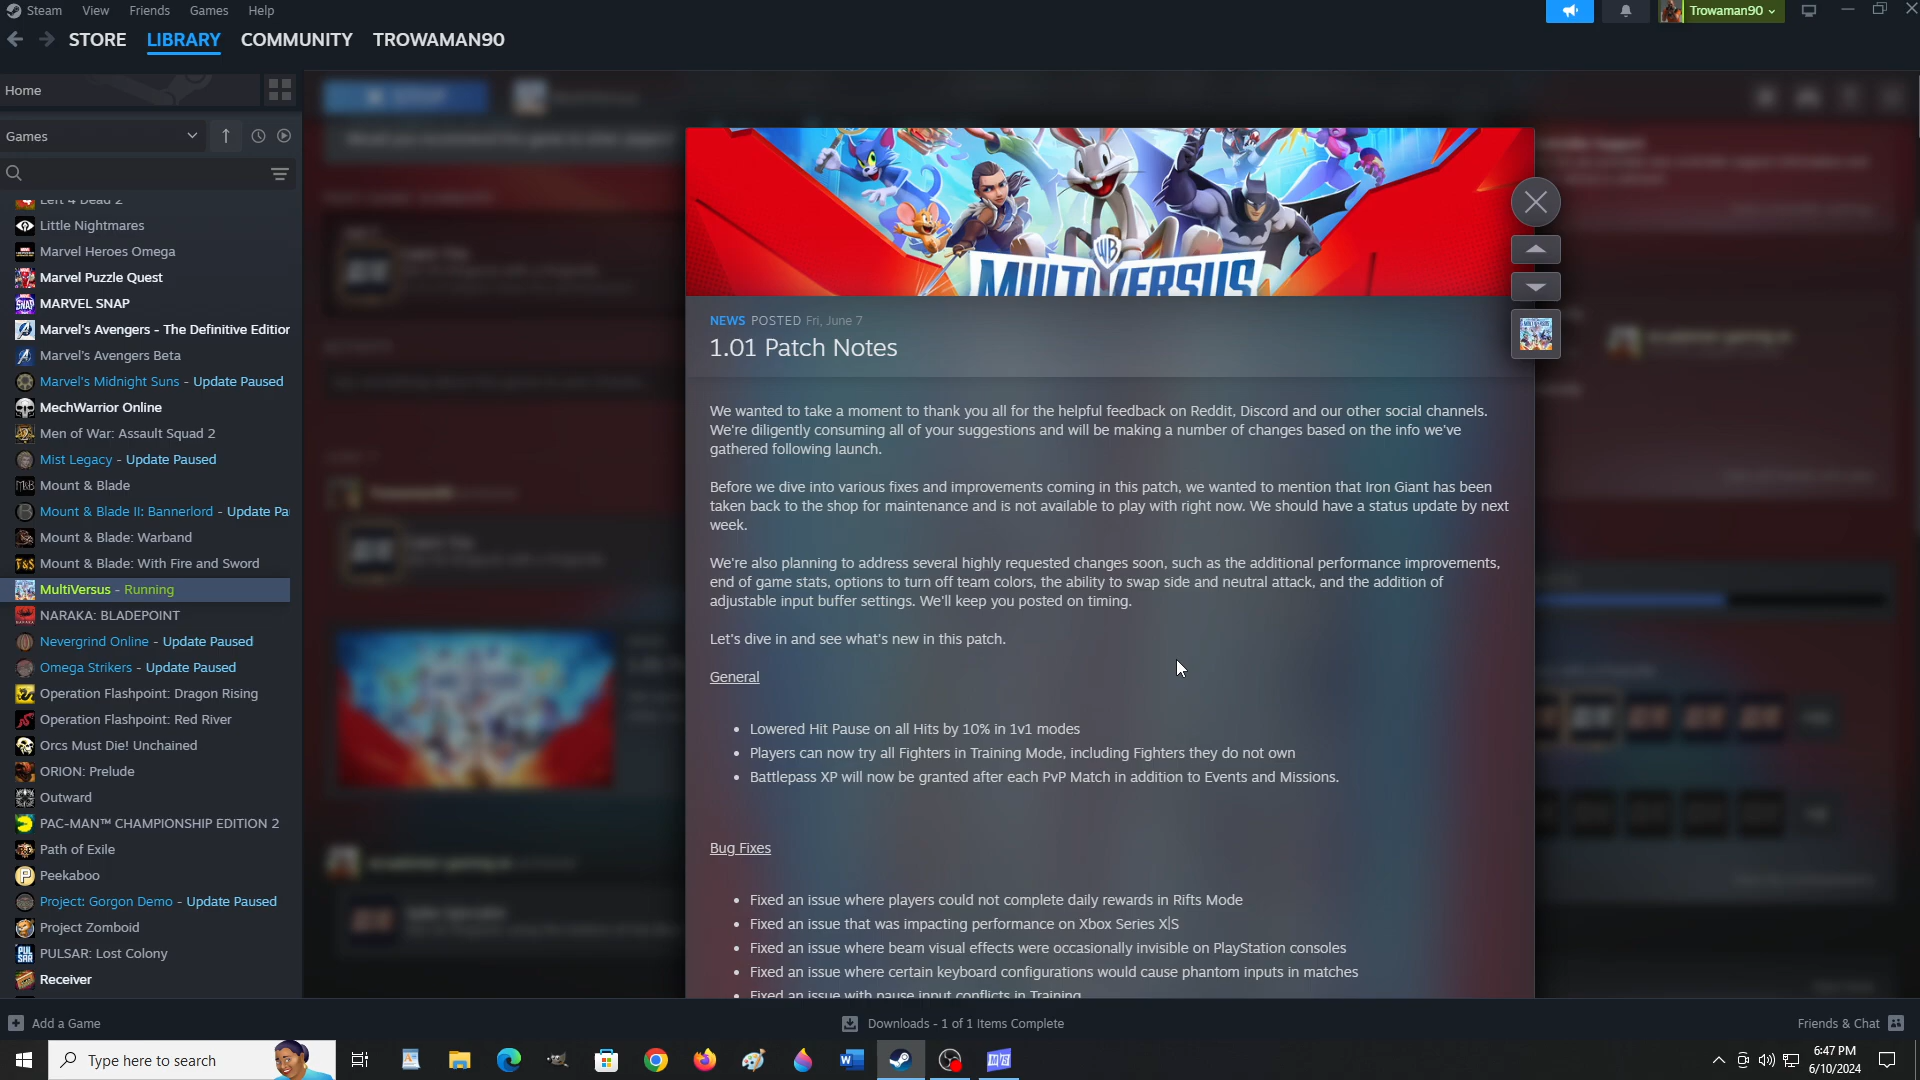 Steam View Friends Games Help
Trowaman90
STORE LIBRARY COMMUNITY TROWAMAN90
Home
Games
Left 4 Dead 2
Little Nightmares
Marvel Heroes Omega
Marvel Puzzle Quest
MARVEL SNAP
Marvel's Avengers - The Definitive Edition
Marvel's Avengers Beta
Marvel's Midnight Suns - Update Paused
MechWarrior Online
Men of War: Assault Squad 2
Mist Legacy - Update Paused
Mount & Blade
Mount & Blade II: Bannerlord - Update Pa
Mount & Blade: Warband
Mount & Blade: With Fire and Sword
MultiVersus - Running
NARAKA: BLADEPOINT
Nevergrind Online - Update Paused
Omega Strikers - Update Paused
Operation Flashpoint: Dragon Rising
Operation Flashpoint: Red River
Orcs Must Die! Unchained
ORION: Prelude
Outward
PAC-MAN™ CHAMPIONSHIP EDITION 2
Path of Exile
Peekaboo
Project: Gorgon Demo - Update Paused
Project Zomboid
PULSAR: Lost Colony
Receiver
WB
MULTIVERSUS
NEWS POSTED Fri, June 7
1.01 Patch Notes
We wanted to take a moment to thank you all for the helpful feedback on Reddit, Discord and our other social channels.
We're diligently consuming all of your suggestions and will be making a number of changes based on the info we've
gathered following launch.
Before we dive into various fixes and improvements coming in this patch, we wanted to mention that Iron Giant has been
taken back to the shop for maintenance and is not available to play with right now. We should have a status update by next
week.
We're also planning to address several highly requested changes soon, such as the additional performance improvements,
end of game stats, options to turn off team colors, the ability to swap side and neutral attack, and the addition of
adjustable input buffer settings. We'll keep you posted on timing.
Let's dive in and see what's new in this patch.
General
• Lowered Hit Pause on all Hits by 10% in 1v1 modes
• Players can now try all Fighters in Training Mode, including Fighters they do not own
• Battlepass XP will now be granted after each PvP Match in addition to Events and Missions.
Bug Fixes
• Fixed an issue where players could not complete daily rewards in Rifts Mode
• Fixed an issue that was impacting performance on Xbox Series X|S
• Fixed an issue where beam visual effects were occasionally invisible on PlayStation consoles
• Fixed an issue where certain keyboard configurations would cause phantom inputs in matches
• Fixed an issue with pause input conflicts in Training
Add a Game
Downloads - 1 of 1 Items Complete
Friends & Chat
Type here to search
6:47 PM
6/10/2024